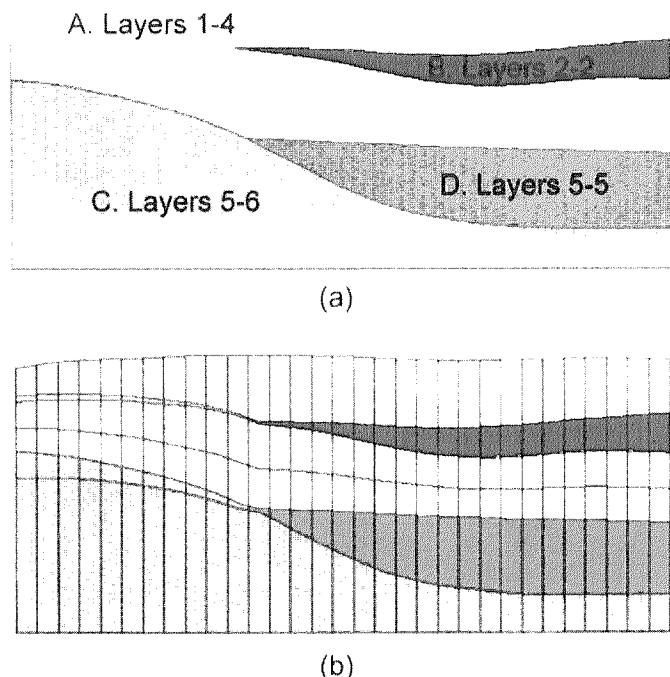 A. Layers 1-4
B. Layers 2-2
C. Layers 5-6
D. Layers 5-5
(a)
(b)